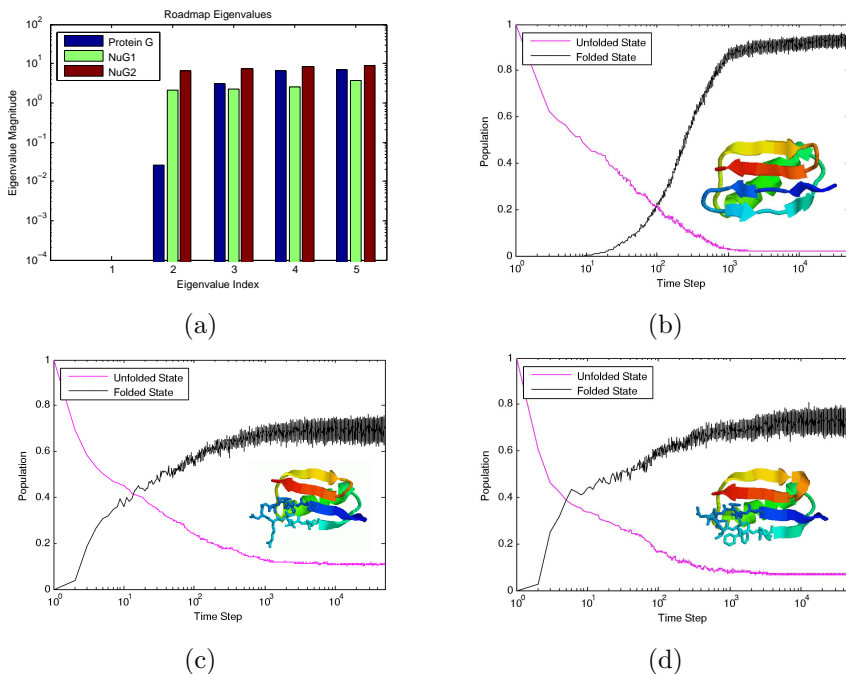 Roadmap Eigenvalues
Eigenvalue Magnitude
10^2
10^1
10^0
10^-1
10^-2
10^-3
10^-4
Protein G
NuG1
NuG2
1 2 3 4 5
Eigenvalue Index
(a)
Population
1
0.8
0.6
0.4
0.2
0
Unfolded State
Folded State
10^0 10^1 10^2 10^3 10^4
Time Step
(b)
Population
1
0.8
0.6
0.4
0.2
0
Unfolded State
Folded State
10^0 10^1 10^2 10^3 10^4
Time Step
(c)
Population
1
0.8
0.6
0.4
0.2
0
Unfolded State
Folded State
10^0 10^1 10^2 10^3 10^4
Time Step
(d)